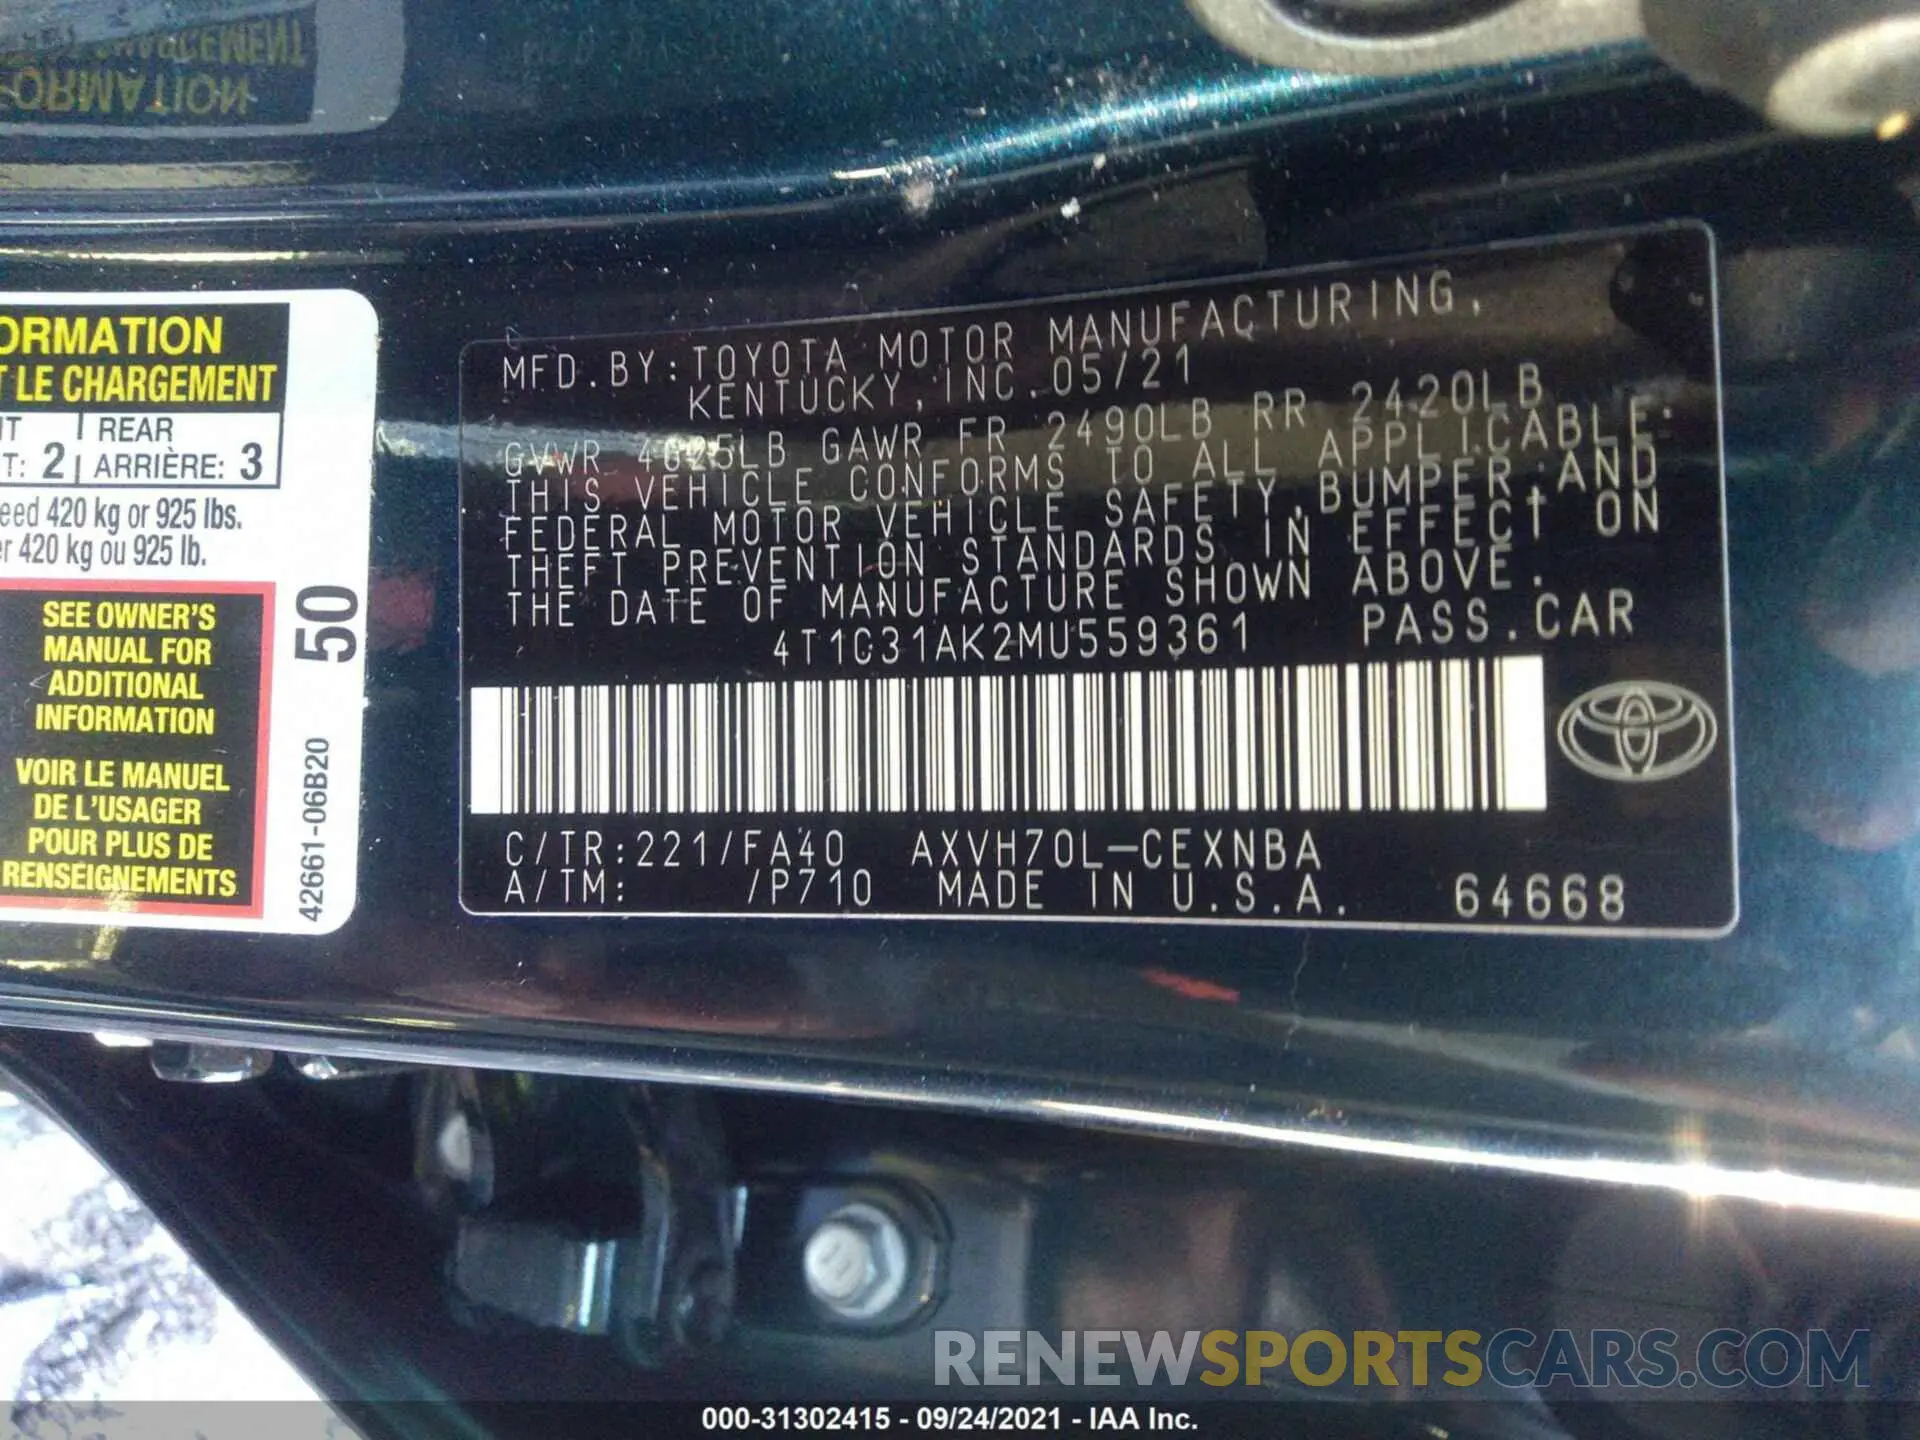 ORMATION
T LE CHARGEMENT
REAR
T: 2 ARRIÈRE: 3
eed 420 kg or 925 lbs.
er 420 kg ou 925 lb.
SEE OWNER'S
MANUAL FOR
ADDITIONAL
INFORMATION
VOIR LE MANUEL
DE L'USAGER
POUR PLUS DE
RENSEIGNEMENTS
50
42661-06B20
MFD.BY:TOYOTA MOTOR MANUFACTURING,
KENTUCKY, INC. 05/21
GVWR LB GAWR FR 2490LB RR 2420LB
THIS VEHICLE CONFORMS TO ALL APPLICABLE
FEDERAL MOTOR VEHICLE SAFETY, BUMPER, AND
THEFT PREVENTION STANDARDS IN EFFECT ON
THE DATE OF MANUFACTURE SHOWN ABOVE.
4T1C31AK2MU559361 PASS.CAR
C/TR:221/FA40 AXVH70L-CEXNBA
A/TM: /P710 MADE IN U.S.A. 64668
RENEWSPORTSCARS.COM
000-31302415 - 09/24/2021 - IAA Inc.